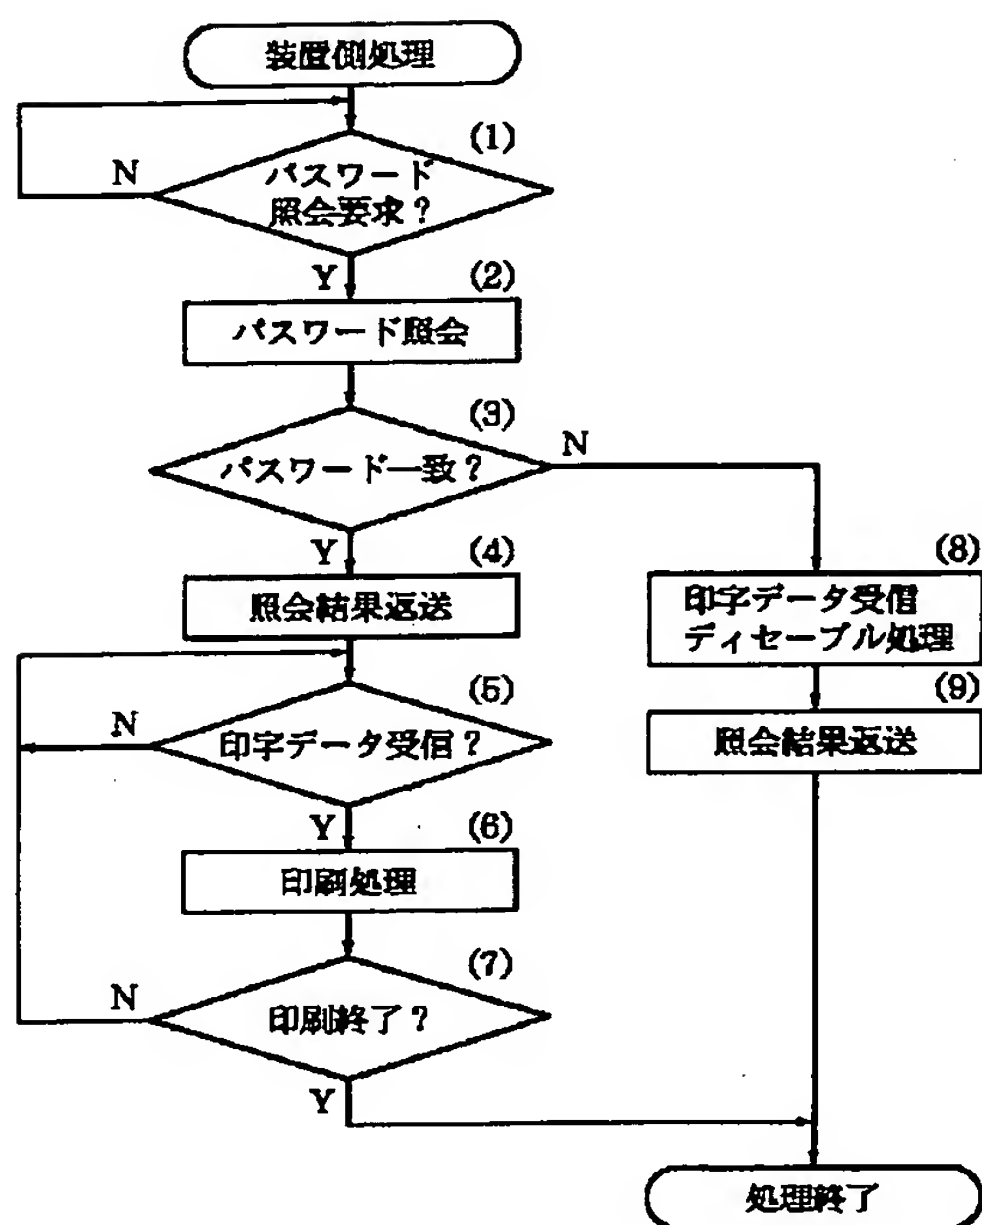 装置側処理
(1)
N
パスワード
照会要求？
Y
(2)
パスワード照会
(3)
パスワード一致？
N
Y
(4)
照会結果返送
(8)
印字データ受信
ディセーブル処理
(5)
N
印字データ受信？
(9)
照会結果返送
Y
(6)
印刷処理
(7)
N
印刷終了？
Y
処理終了